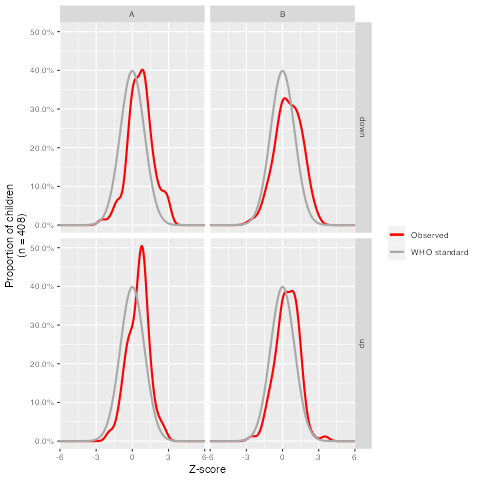 A
B
50.0%
40.0%
30.0%
20.0%
10.0%
0.0%
down
50.0%
40.0%
30.0%
20.0%
10.0%
0.0%
up
-6
-3
0
3
6
-6
-3
0
3
6
Z-score
Proportion of children
(n = 408)
Observed
WHO standard